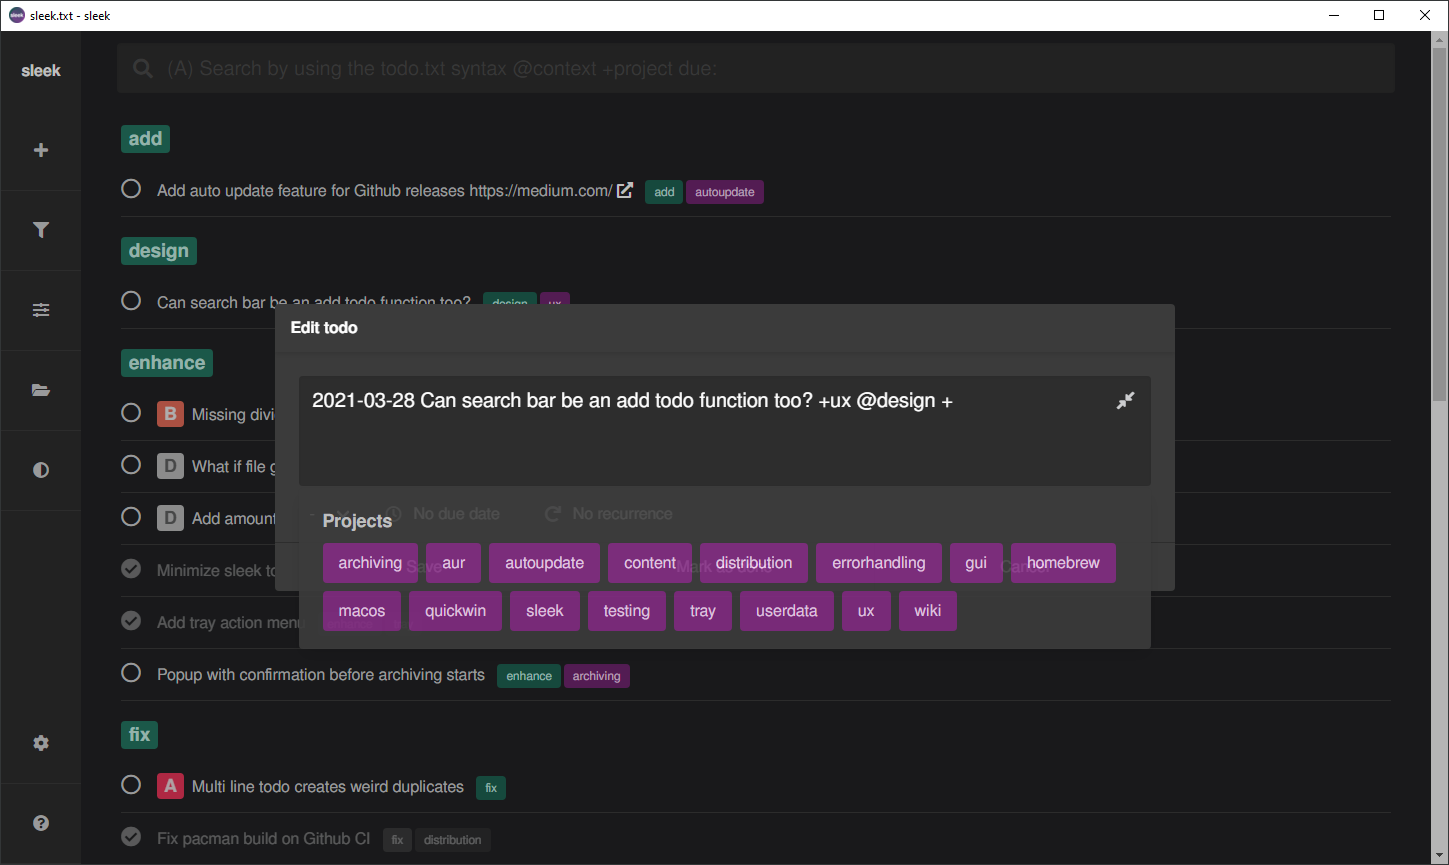 sleek.txt - sleek
sleek
(A) Search by using the todo.txt syntax @context +project due:
add
Add auto update feature for Github releases https://medium.com/ add autoupdate
design
Can search bar be an add todo function too? design ux
Edit todo
2021-03-28 Can search bar be an add todo function too? +ux @design +
No due date No recurrence
Projects
archiving aur autoupdate content distribution errorhandling gui homebrew
Save
macos quickwin sleek testing tray userdata ux wiki
enhance
B Missing divi
D What if file g
D Add amount
Minimize sleek to
Add tray action menu
Popup with confirmation before archiving starts enhance archiving
fix
A Multi line todo creates weird duplicates fix
Fix pacman build on Github CI fix distribution